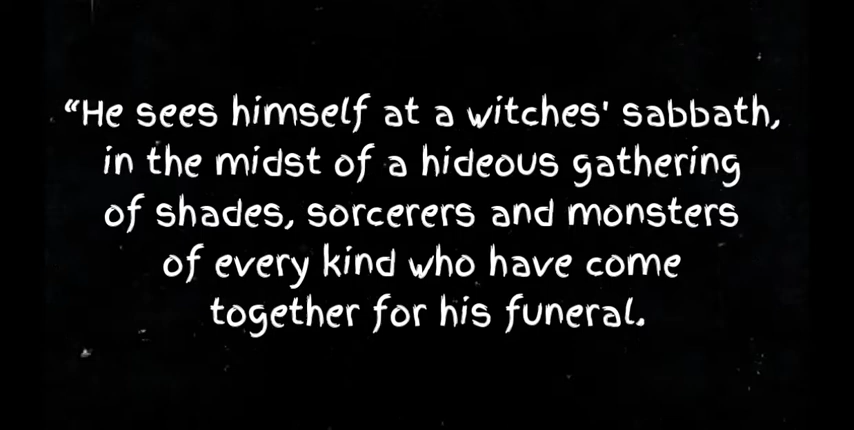 “He sees himself at a witches' sabbath,
in the midst of a hideous gathering
of shades, sorcerers and monsters
of every kind who have come
together for his funeral.